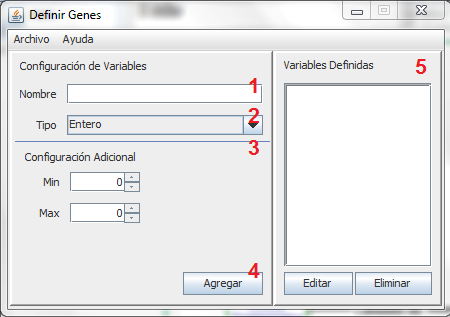 Definir Genes
Archivo Ayuda
Configuración de Variables
Nombre 1
Tipo Entero 2
3
Configuración Adicional
Min 0
Max 0
4
Agregar
Variables Definidas 5
Editar Eliminar